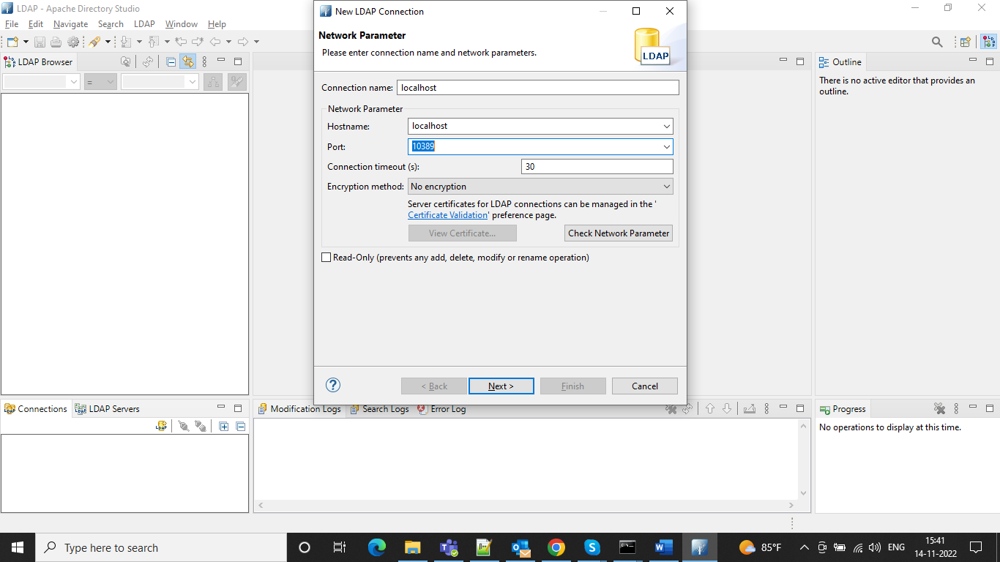 LDAP - Apache Directory Studio
File Edit Navigate Search LDAP Window Help
LDAP Browser
=
New LDAP Connection
Network Parameter
Please enter connection name and network parameters.
LDAP
Connection name: localhost
Network Parameter
Hostname: localhost
Port: 10389
Connection timeout (s): 30
Encryption method: No encryption
Server certificates for LDAP connections can be managed in the '
Certificate Validation' preference page.
View Certificate... Check Network Parameter
Read-Only (prevents any add, delete, modify or rename operation)
? < Back Next > Finish Cancel
Outline
There is no active editor that provides an
outline.
Connections LDAP Servers
LDAP
Modification Logs Search Logs Error Log
Progress
No operations to display at this time.
Type here to search
85°F
ENG
15:41
14-11-2022